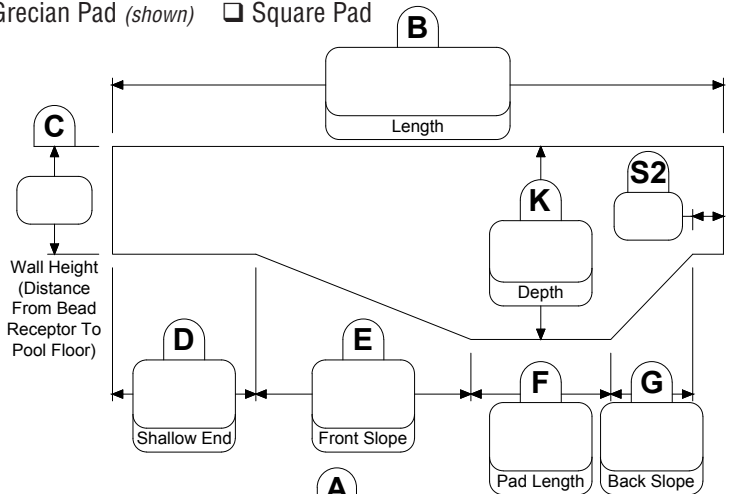 Grecian Pad (shown) ❑ Square Pad
B
Length
C
S2
K
Wall Height
(Distance
From Bead
Receptor To
Pool Floor)
Depth
D
E
F
G
Shallow End
Front Slope
Pad Length
Back Slope
A